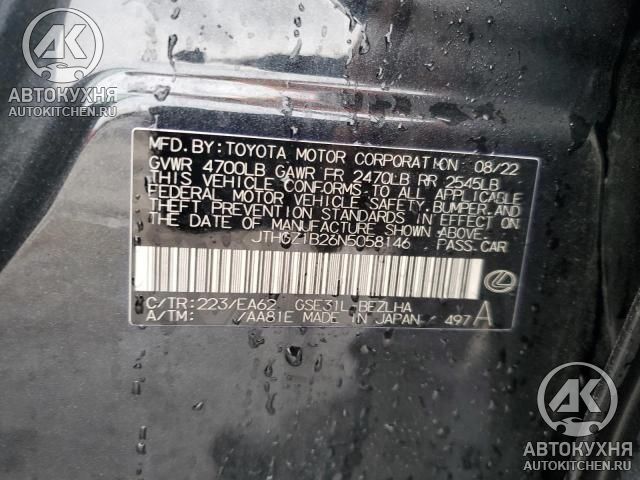 АК
АВТОКУХНЯ
AUTOKITCHEN.RU
MFD. BY: TOYOTA MOTOR CORPORATION 08/22
GVWR 4700LB GAWR FR 2470LB RR 2545LB
THIS VEHICLE CONFORMS TO ALL APPLICABLE
FEDERAL MOTOR VEHICLE SAFETY, BUMPER, AND
THEFT PREVENTION STANDARDS IN EFFECT ON
THE DATE OF MANUFACTURE SHOWN ABOVE.
JTHGZ1B26N5058146 PASS. CAR
C/TR: 223/EA62 GSE31L-BEZLHA
A/TM: /AA81E MADE IN JAPAN 497 A
АК
АВТОКУХНЯ
AUTOKITCHEN.RU